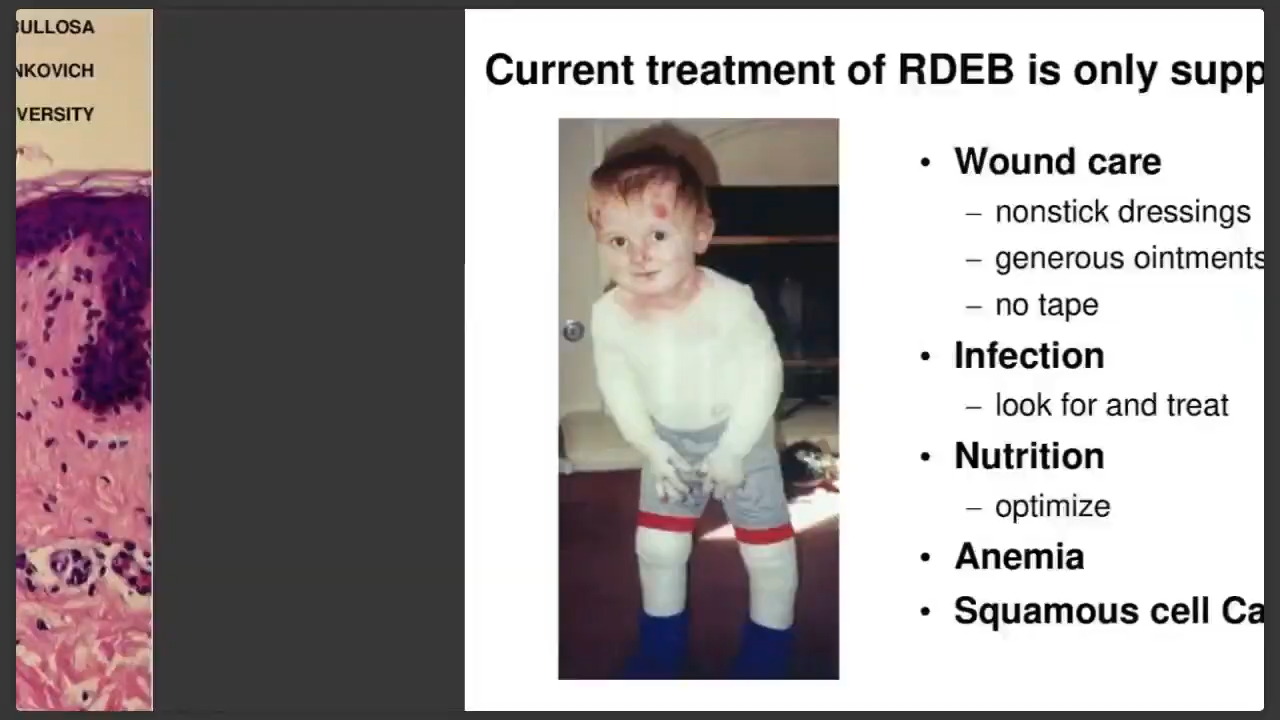 BULLOSA
NKOVICH
VERSITY
Current treatment of RDEB is only supp
• Wound care
– nonstick dressings
– generous ointments
– no tape
• Infection
– look for and treat
• Nutrition
– optimize
• Anemia
• Squamous cell Ca